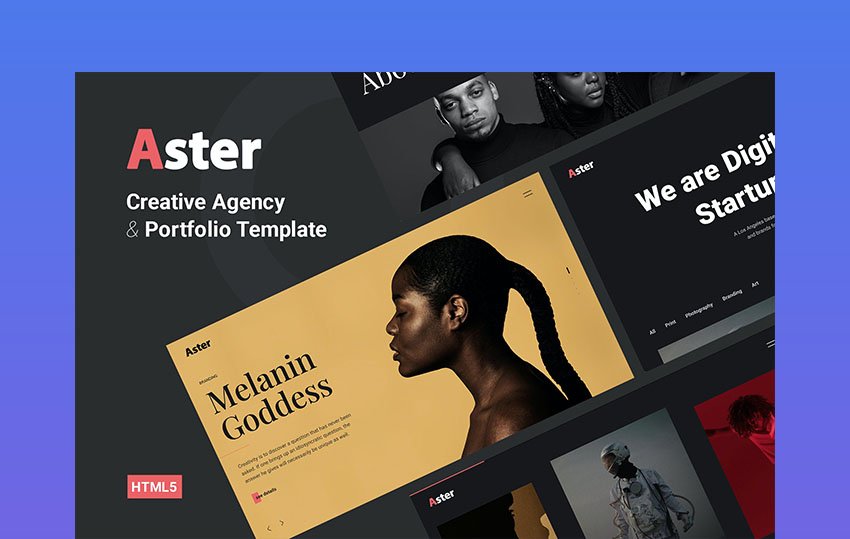 Aster
Creative Agency
& Portfolio Template
HTML5
Aster
BRANDING
Melanin
Goddess
Creativity is to discover a question that has never been
asked. If one brings up an idiosyncratic question, the
answer he gives will necessarily be unique as well.
see details
Aster
We are Digit
Startu
A Los Angeles base
and brands fo
All Print Photography Branding Art
Aster